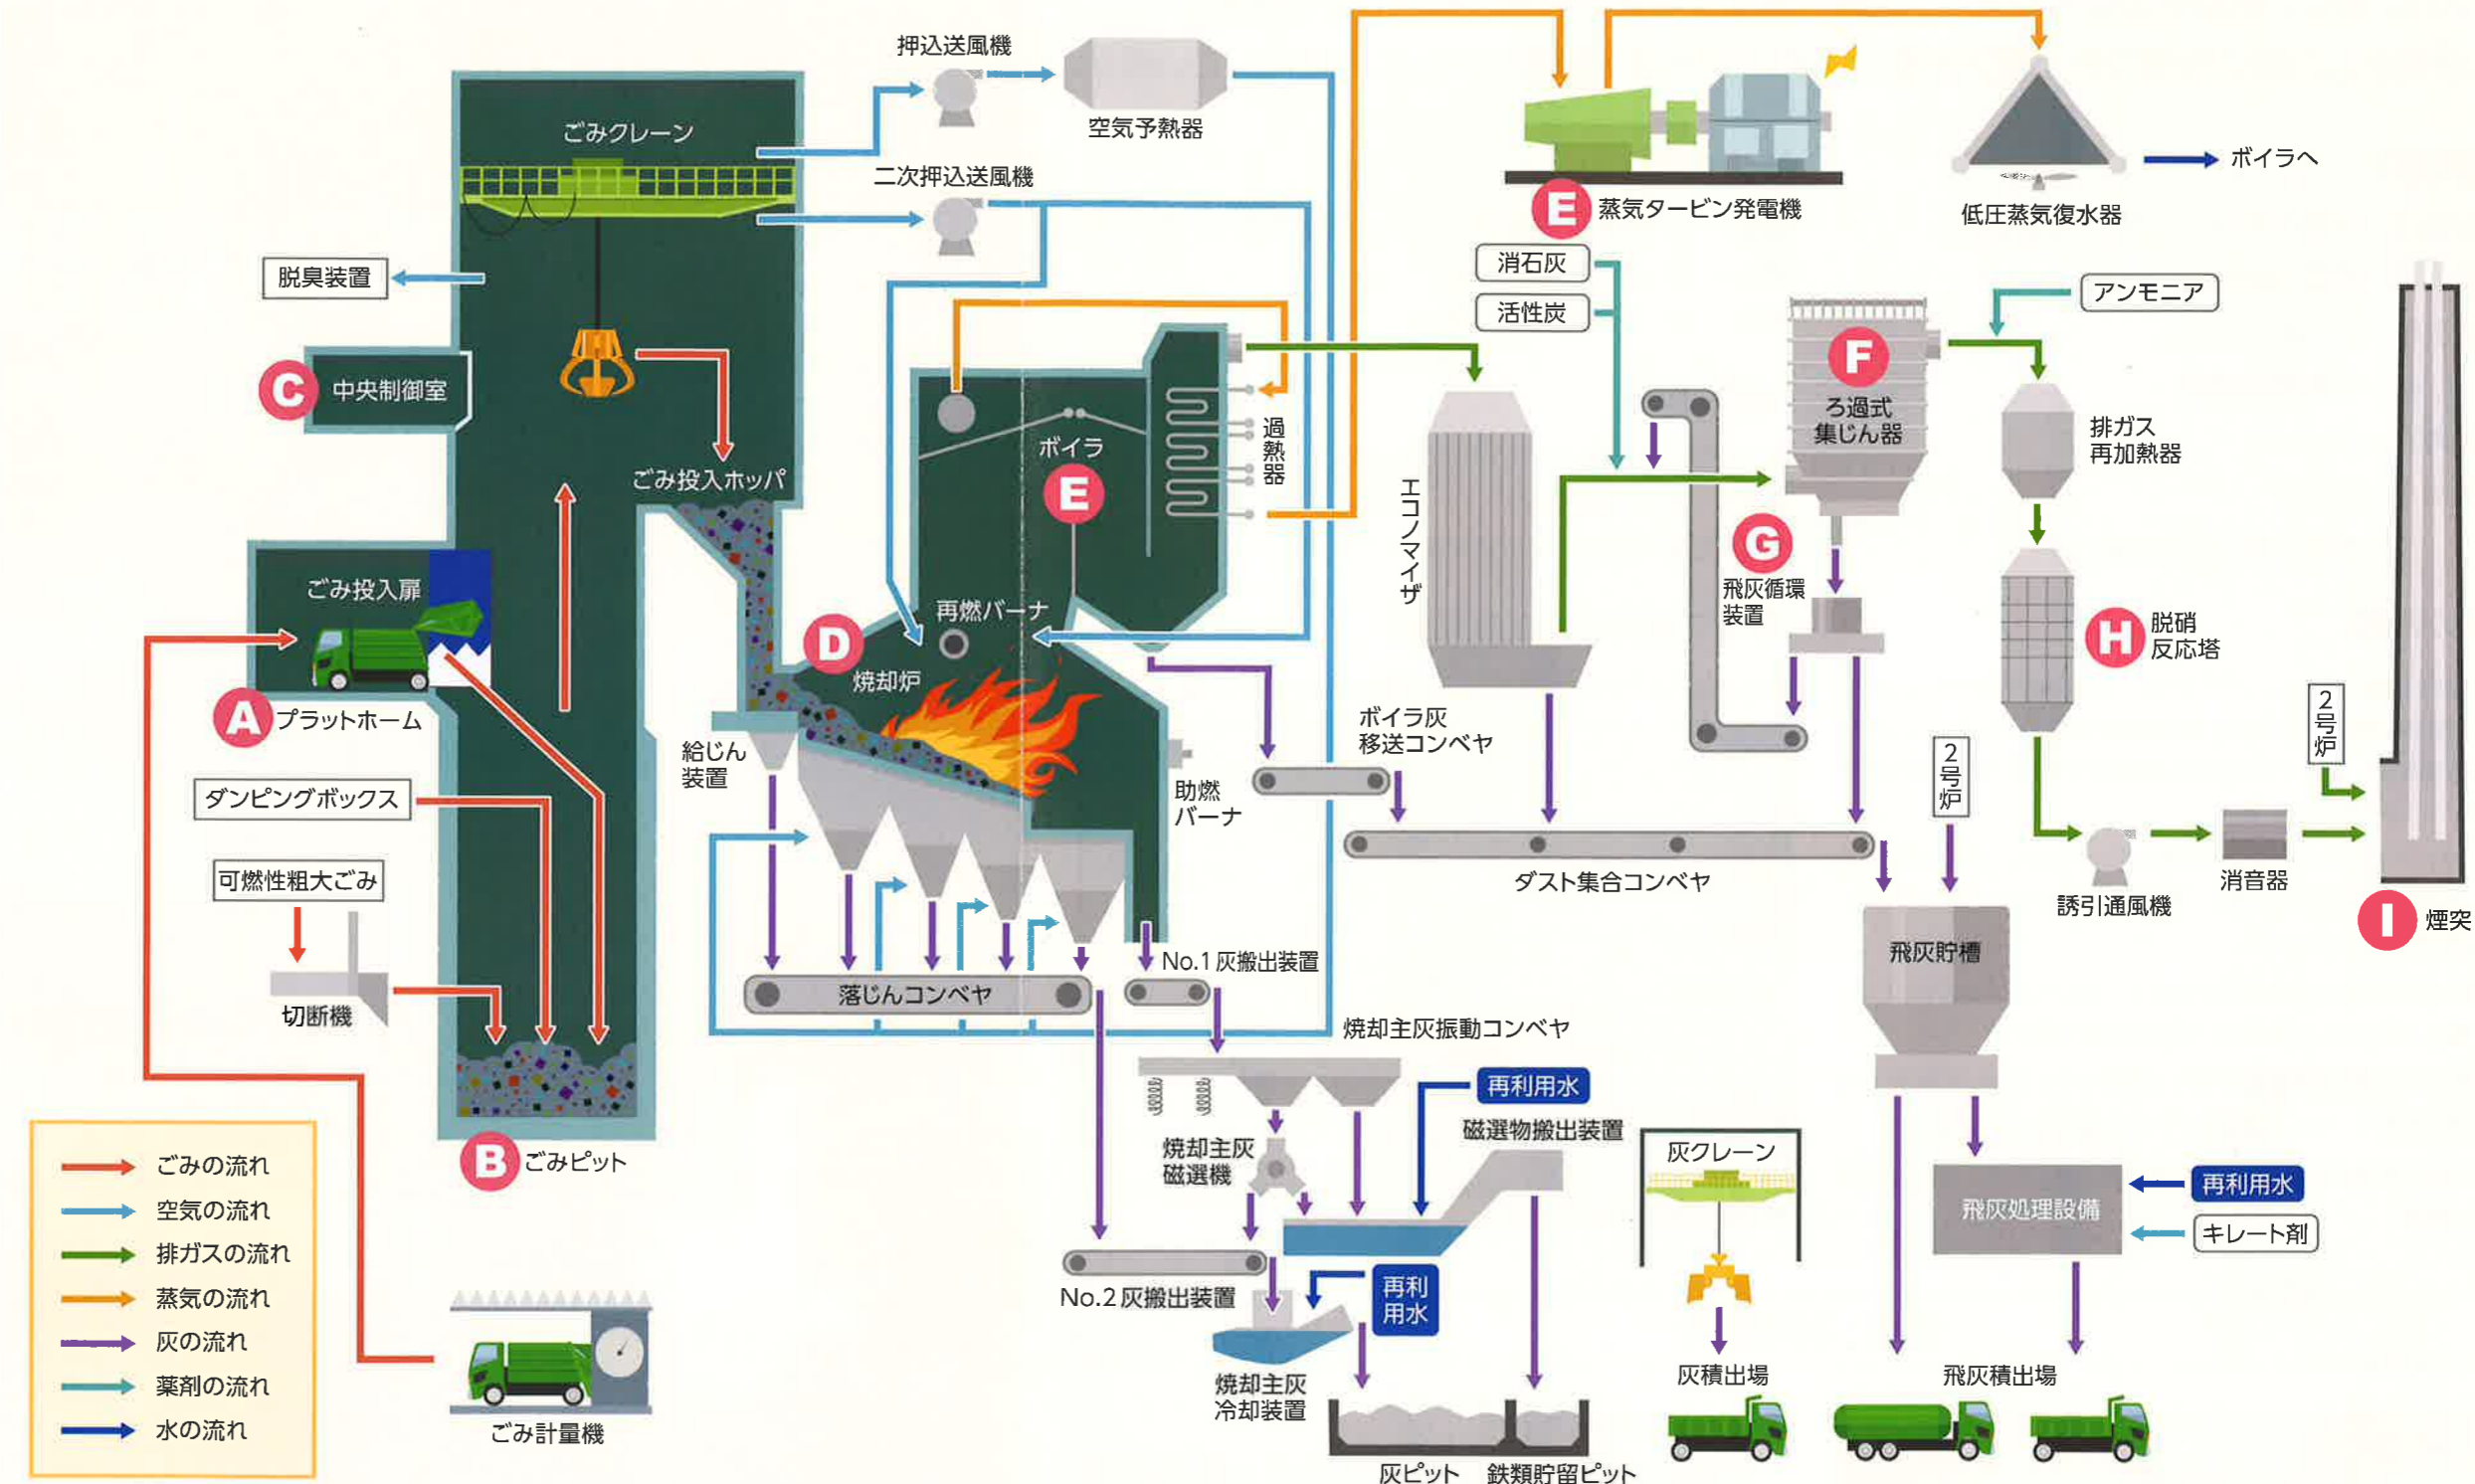 押込送風機
空気予熱器
ごみクレーン
二次押込送風機
脱臭装置
C 中央制御室
ごみ投入ホッパ
ごみ投入扉
A プラットホーム
ダンピングボックス
可燃性粗大ごみ
切断機
B ごみピット
ごみの流れ
空気の流れ
排ガスの流れ
蒸気の流れ
灰の流れ
薬剤の流れ
水の流れ
ごみ計量機
ボイラ
E
過熱器
再燃バーナ
D
焼却炉
給じん
装置
助燃
バーナ
落じんコンベヤ
No.1 灰搬出装置
焼却主灰振動コンベヤ
再利用水
磁選物搬出装置
焼却主灰
磁選機
No.2 灰搬出装置
再利
用水
焼却主灰
冷却装置
灰ピット
鉄類貯留ピット
E 蒸気タービン発電機
低圧蒸気復水器
ボイラへ
消石灰
活性炭
アンモニア
エコノマイザ
F
ろ過式
集じん器
G
飛灰循環
装置
排ガス
再加熱器
H 脱硝
反応塔
ボイラ灰
移送コンベヤ
ダスト集合コンベヤ
2号炉
2号炉
誘引通風機
消音器
I 煙突
飛灰貯槽
灰クレーン
飛灰処理設備
再利用水
キレート剤
灰積出場
飛灰積出場